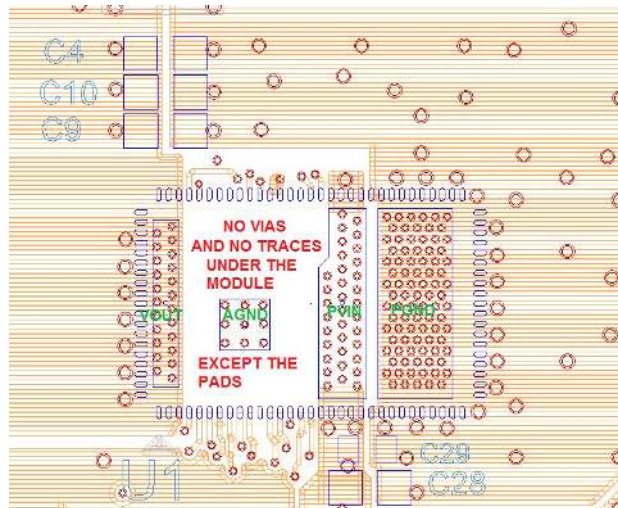 C4
C10
C9
NO VIAS
AND NO TRACES
UNDER THE
MODULE
VOUT
AGND
PVIN
PGND
EXCEPT THE
PADS
C29
C28
U1